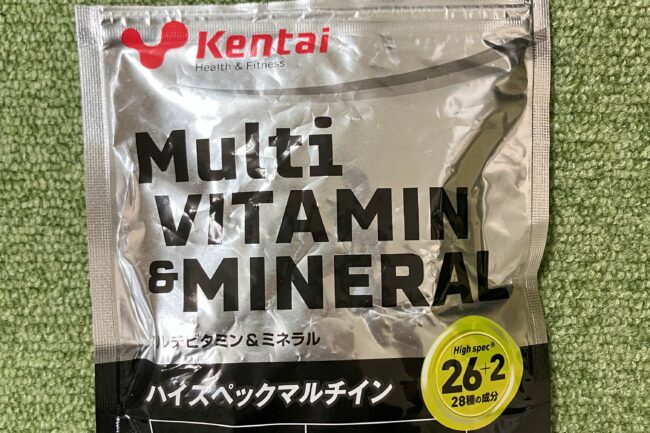 Kentai
Health & Fitness
Multi
VITAMIN
& MINERAL
ルチビタミン&ミネラル
ハイスペックマルチイン
High spec※
26+2
28種の成分